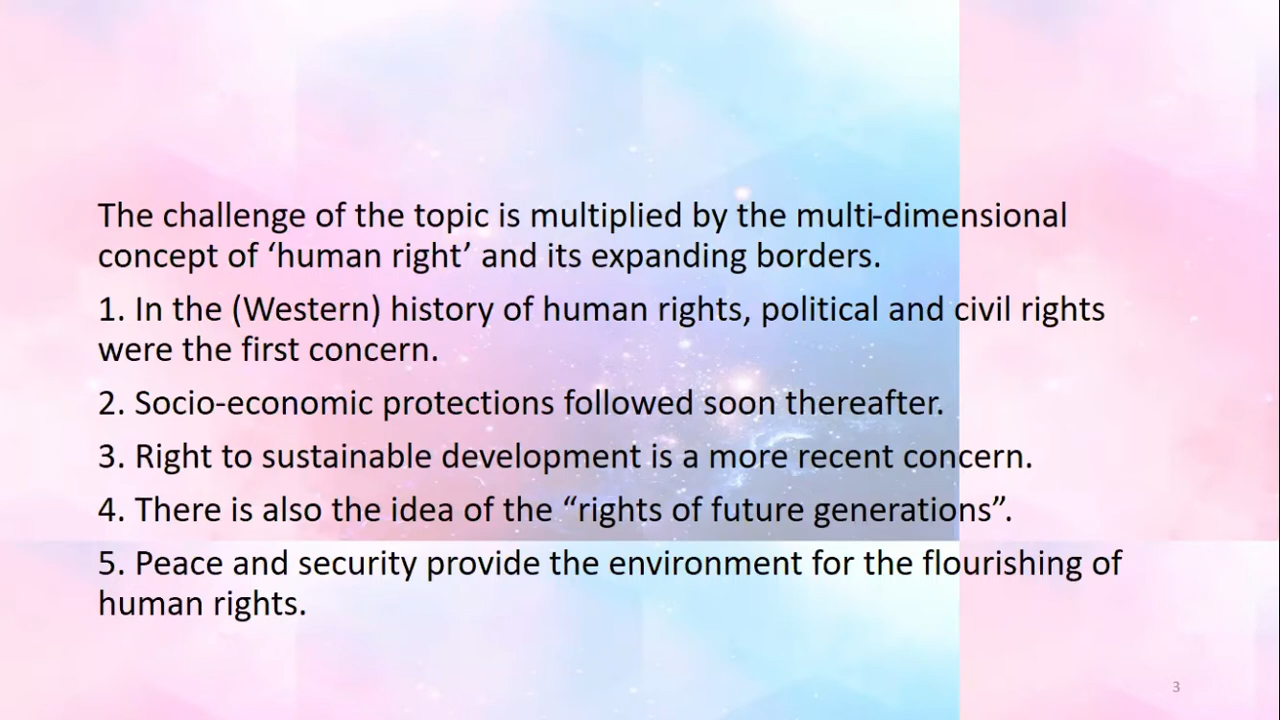 The challenge of the topic is multiplied by the multi-dimensional
concept of ‘human right’ and its expanding borders.
1. In the (Western) history of human rights, political and civil rights
were the first concern.
2. Socio-economic protections followed soon thereafter.
3. Right to sustainable development is a more recent concern.
4. There is also the idea of the “rights of future generations”.
5. Peace and security provide the environment for the flourishing of
human rights.
3